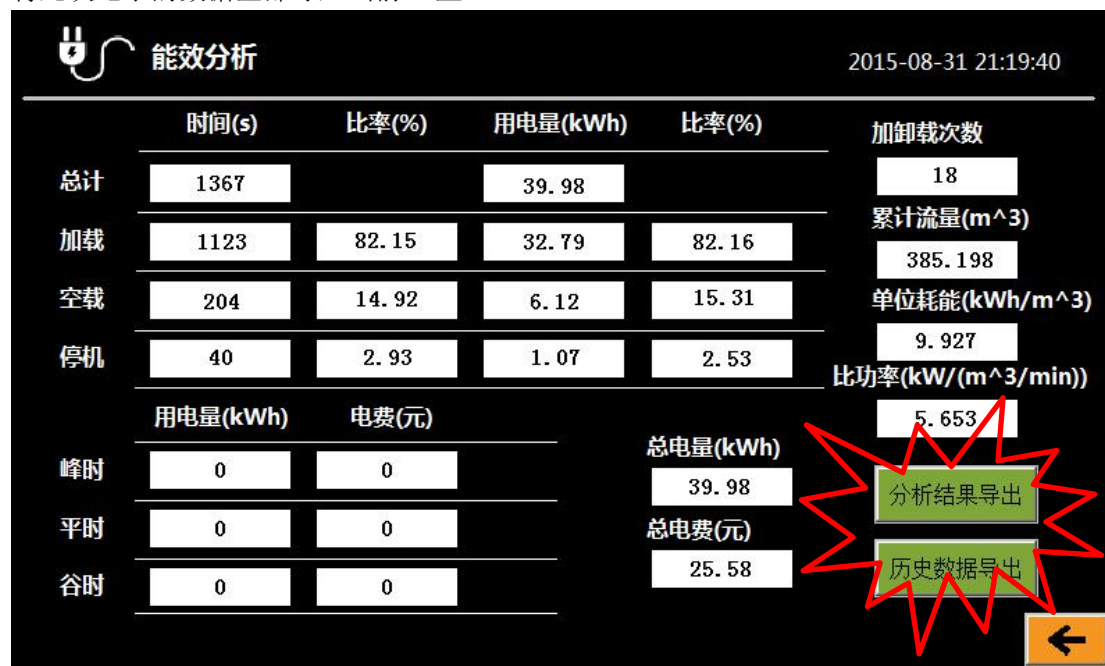 能效分析
2015-08-31 21:19:40
时间(s) 比率(%) 用电量(kWh) 比率(%)
总计 1367 39.98
加载 1123 82.15 32.79 82.16
空载 204 14.92 6.12 15.31
停机 40 2.93 1.07 2.53
加卸载次数
18
累计流量(m^3)
385.198
单位耗能(kWh/m^3)
9.927
比功率(kW/(m^3/min))
5.653
用电量(kWh) 电费(元)
峰时 0 0
平时 0 0
谷时 0 0
总电量(kWh)
39.98
总电费(元)
25.58
分析结果导出
历史数据导出